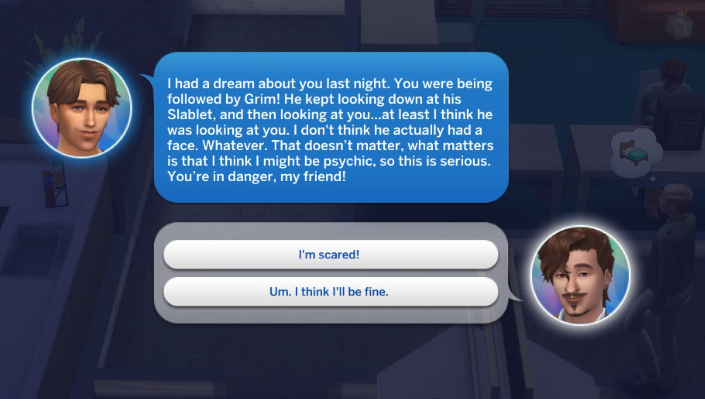 I had a dream about you last night. You were being
followed by Grim! He kept looking down at his
Slablet, and then looking at you...at least I think he
was looking at you. I don't think he actually had a
face. Whatever. That doesn't matter, what matters
is that I think I might be psychic, so this is serious.
You're in danger, my friend!
I'm scared!
Um. I think I'll be fine.